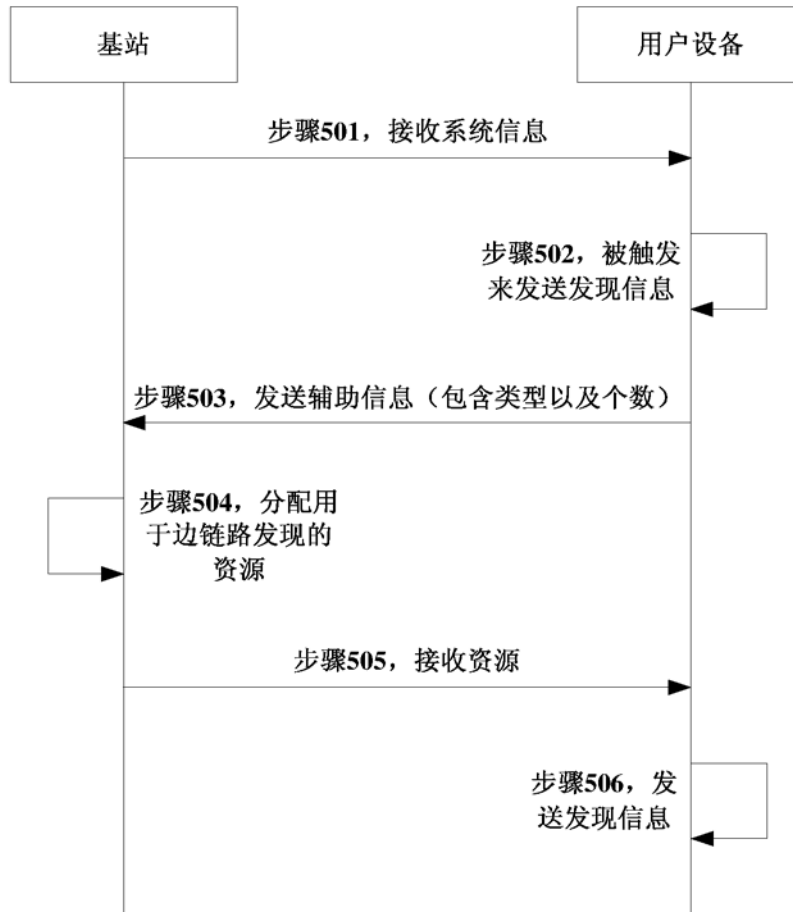 基站
用户设备
步骤501，接收系统信息
步骤502，被触发
来发送发现信息
步骤503，发送辅助信息（包含类型以及个数）
步骤504，分配用
于边链路发现的
资源
步骤505，接收资源
步骤506，发
送发现信息